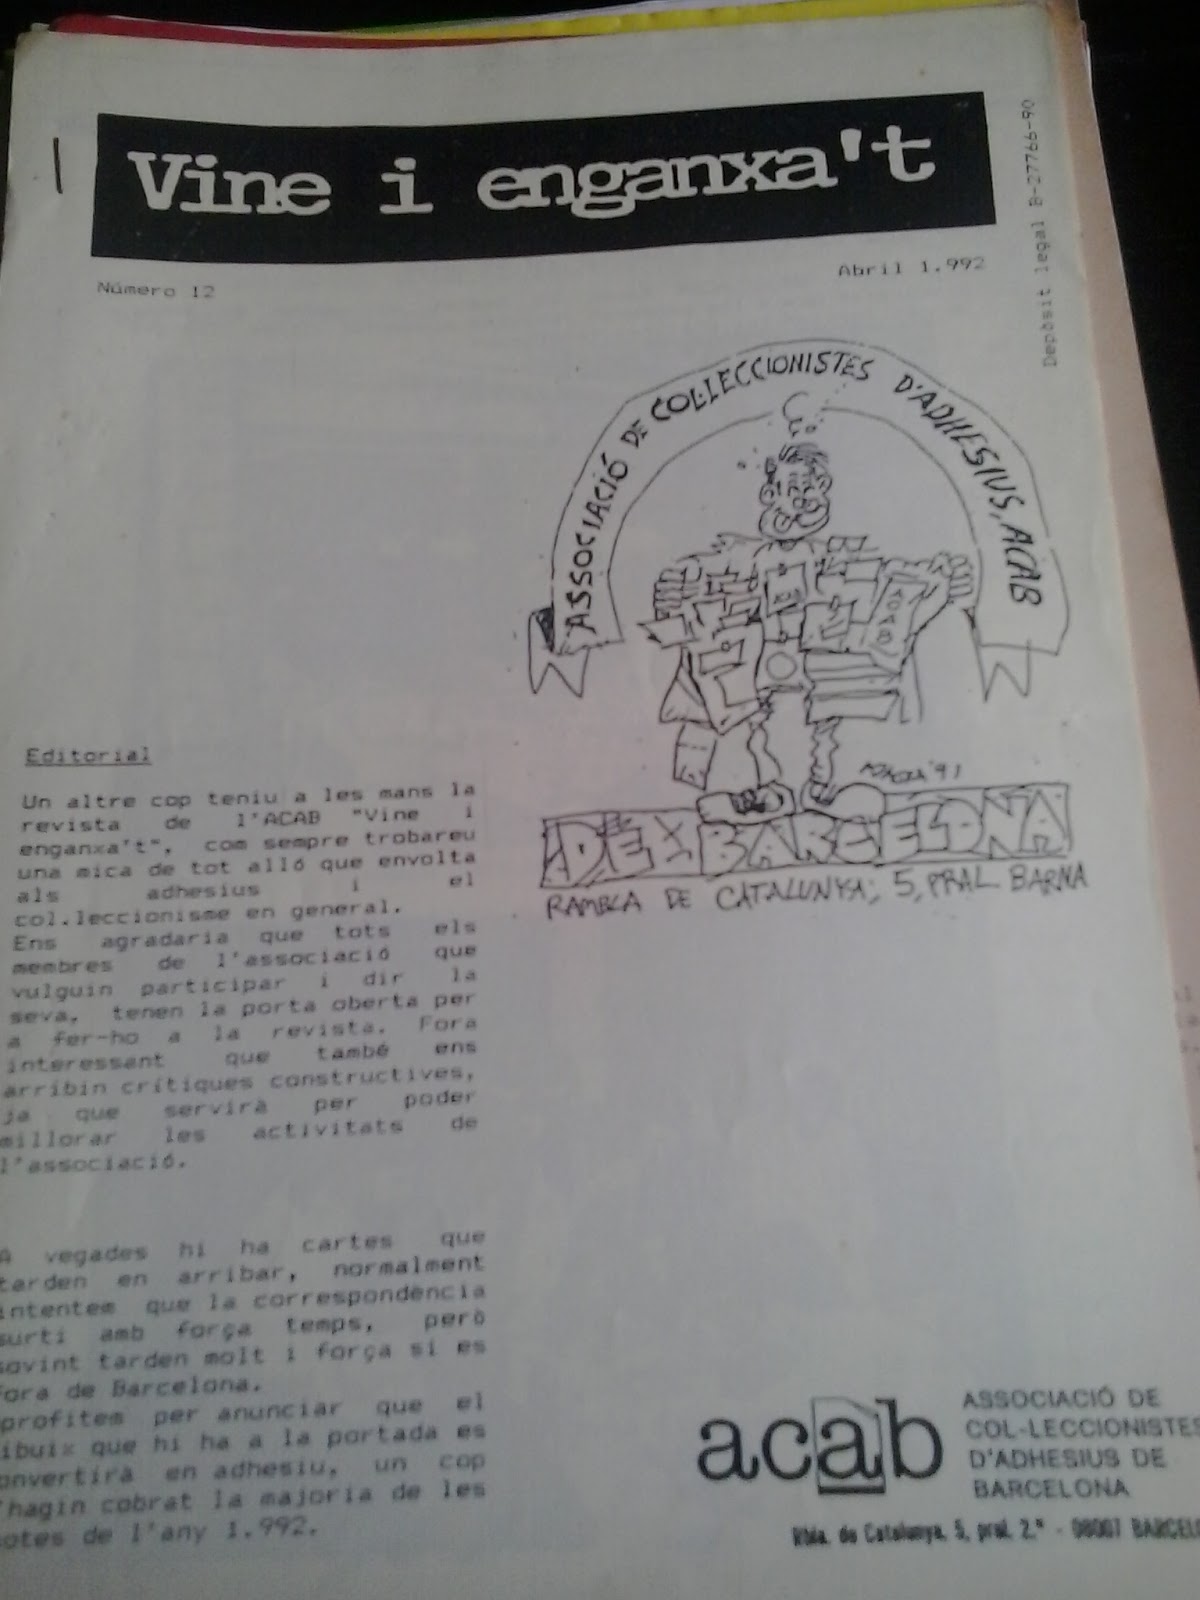 Vine i enganxa't
Número 12
Abril 1.992
Depòsit legal B-27766-90
ASSOCIACIÓ DE COL·LECCIONISTES D'ADHESIUS, ACAB
ACAB
'91
DE BARCELONA
RAMBLA DE CATALUNYA, 5, PRAL BARNA
Editorial
Un altre cop teniu a les mans la
revista de l'ACAB "Vine i
enganxa't", com sempre trobareu
una mica de tot alló que envolta
als adhesius i el
col.leccionisme en general.
Ens agradaria que tots els
membres de l'associació que
vulguin participar i dir la
seva, tenen la porta oberta per
a fer-ho a la revista. Fora
interessant que també ens
arribin crítiques constructives,
ja que servirà per poder
millorar les activitats de
l'associació.
A vegades hi ha cartes que
tarden en arribar, normalment
intentem que la correspondència
surti amb força temps, però
sovint tarden molt i força si es
fora de Barcelona.
profitem per anunciar que el
ibuix que hi ha a la portada es
onvertirà en adhesiu, un cop
'hagin cobrat la majoria de les
otes de l'any 1.992.
acab
ASSOCIACIÓ DE
COL·LECCIONISTES
D'ADHESIUS DE
BARCELONA
Rbla. de Catalunya, 5, pral. 2.ª - 08007 BARCEL